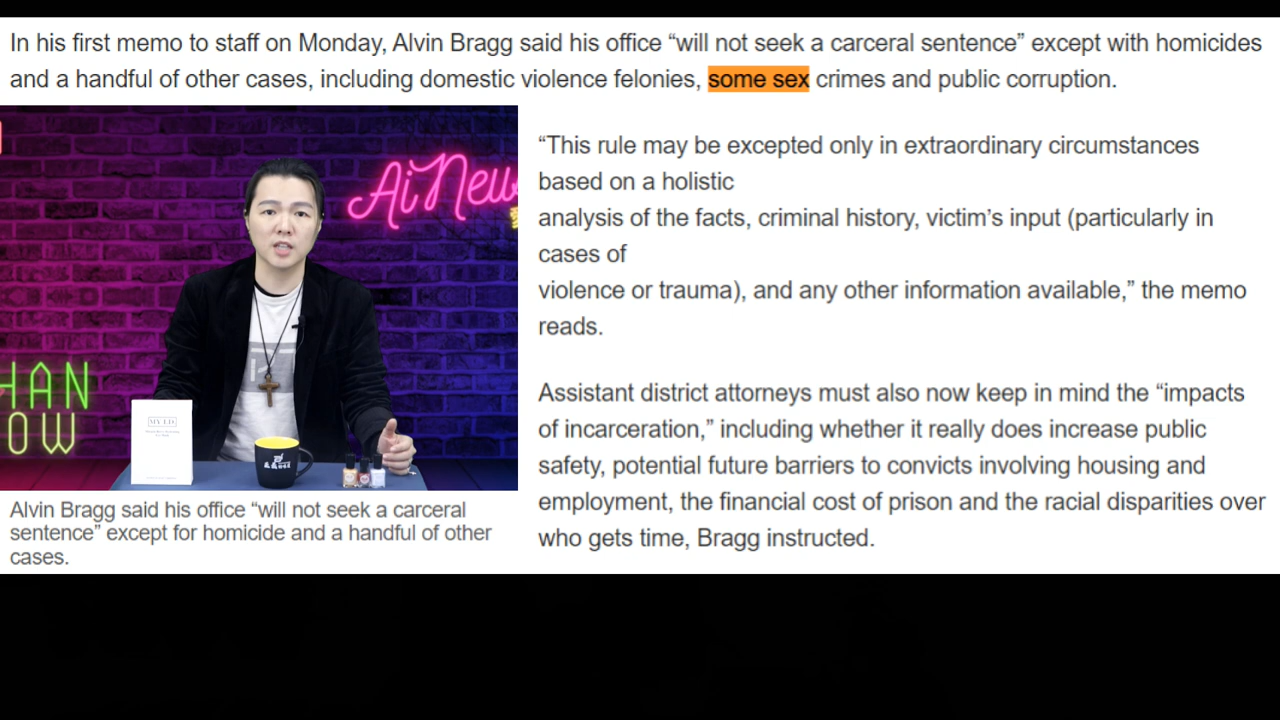 In his first memo to staff on Monday, Alvin Bragg said his office “will not seek a carceral sentence” except with homicides
and a handful of other cases, including domestic violence felonies, some sex crimes and public corruption.
Ai New
HAN
OW
MY I.D.
Alvin Bragg said his office “will not seek a carceral
sentence” except for homicide and a handful of other
cases.
“This rule may be excepted only in extraordinary circumstances
based on a holistic
analysis of the facts, criminal history, victim’s input (particularly in
cases of
violence or trauma), and any other information available,” the memo
reads.
Assistant district attorneys must also now keep in mind the “impacts
of incarceration,” including whether it really does increase public
safety, potential future barriers to convicts involving housing and
employment, the financial cost of prison and the racial disparities over
who gets time, Bragg instructed.